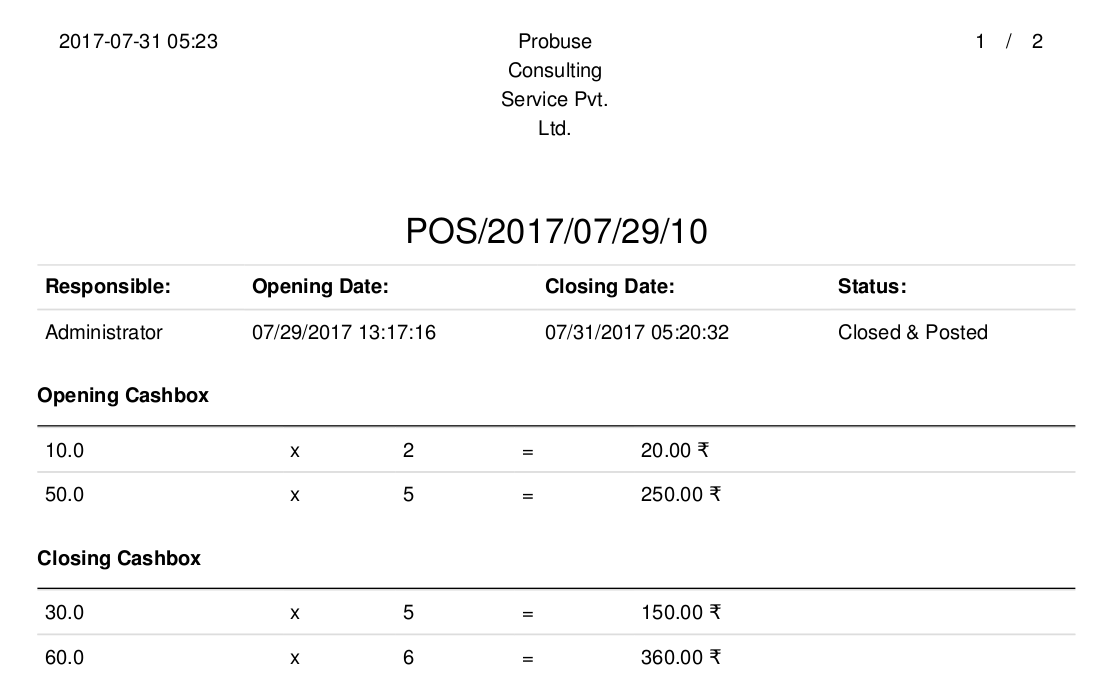 2017-07-31 05:23 Probuse 1 / 2
Consulting
Service Pvt.
Ltd.
POS/2017/07/29/10
Responsible: Opening Date: Closing Date: Status:
Administrator 07/29/2017 13:17:16 07/31/2017 05:20:32 Closed & Posted
Opening Cashbox
10.0 x 2 = 20.00 ₹
50.0 x 5 = 250.00 ₹
Closing Cashbox
30.0 x 5 = 150.00 ₹
60.0 x 6 = 360.00 ₹